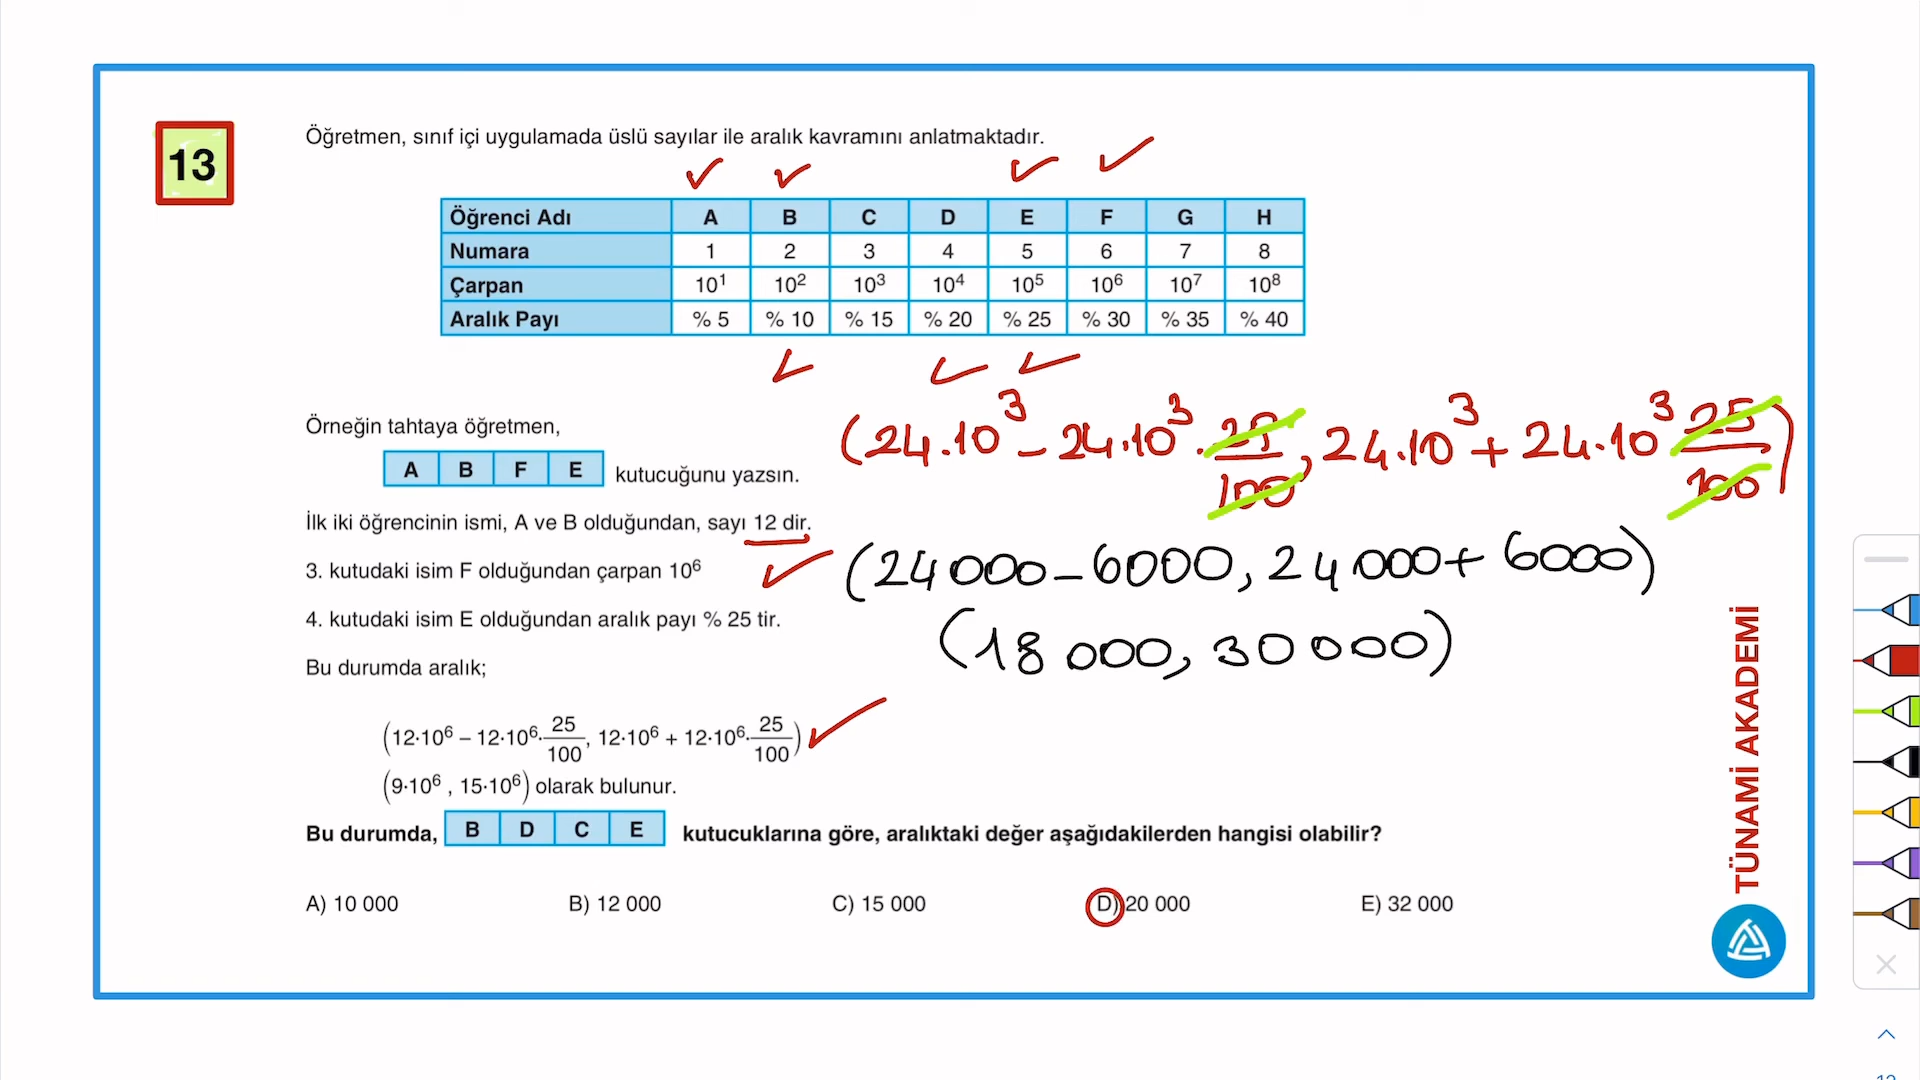 13
Öğretmen, sınıf içi uygulamada üslü sayılar ile aralık kavramını anlatmaktadır.
Öğrenci Adı A B C D E F G H
Numara 1 2 3 4 5 6 7 8
Çarpan 10¹ 10² 10³ 10⁴ 10⁵ 10⁶ 10⁷ 10⁸
Aralık Payı % 5 % 10 % 15 % 20 % 25 % 30 % 35 % 40
Örneğin tahtaya öğretmen,
A B F E kutucuğunu yazsın.
İlk iki öğrencinin ismi, A ve B olduğundan, sayı 12 dir.
3. kutudaki isim F olduğundan çarpan 10⁶
4. kutudaki isim E olduğundan aralık payı % 25 tir.
Bu durumda aralık;
(12·10⁶ – 12·10⁶·25/100, 12·10⁶ + 12·10⁶·25/100)
(9·10⁶ , 15·10⁶) olarak bulunur.
(24.10³ - 24.10³ . 25/100, 24.10³ + 24.10³ 25/100)
(24000 - 6000, 24000 + 6000)
(18000, 30000)
Bu durumda, B D C E kutucuklarına göre, aralıktaki değer aşağıdakilerden hangisi olabilir?
A) 10 000 B) 12 000 C) 15 000 D) 20 000 E) 32 000
TÜNAMİ AKADEMİ